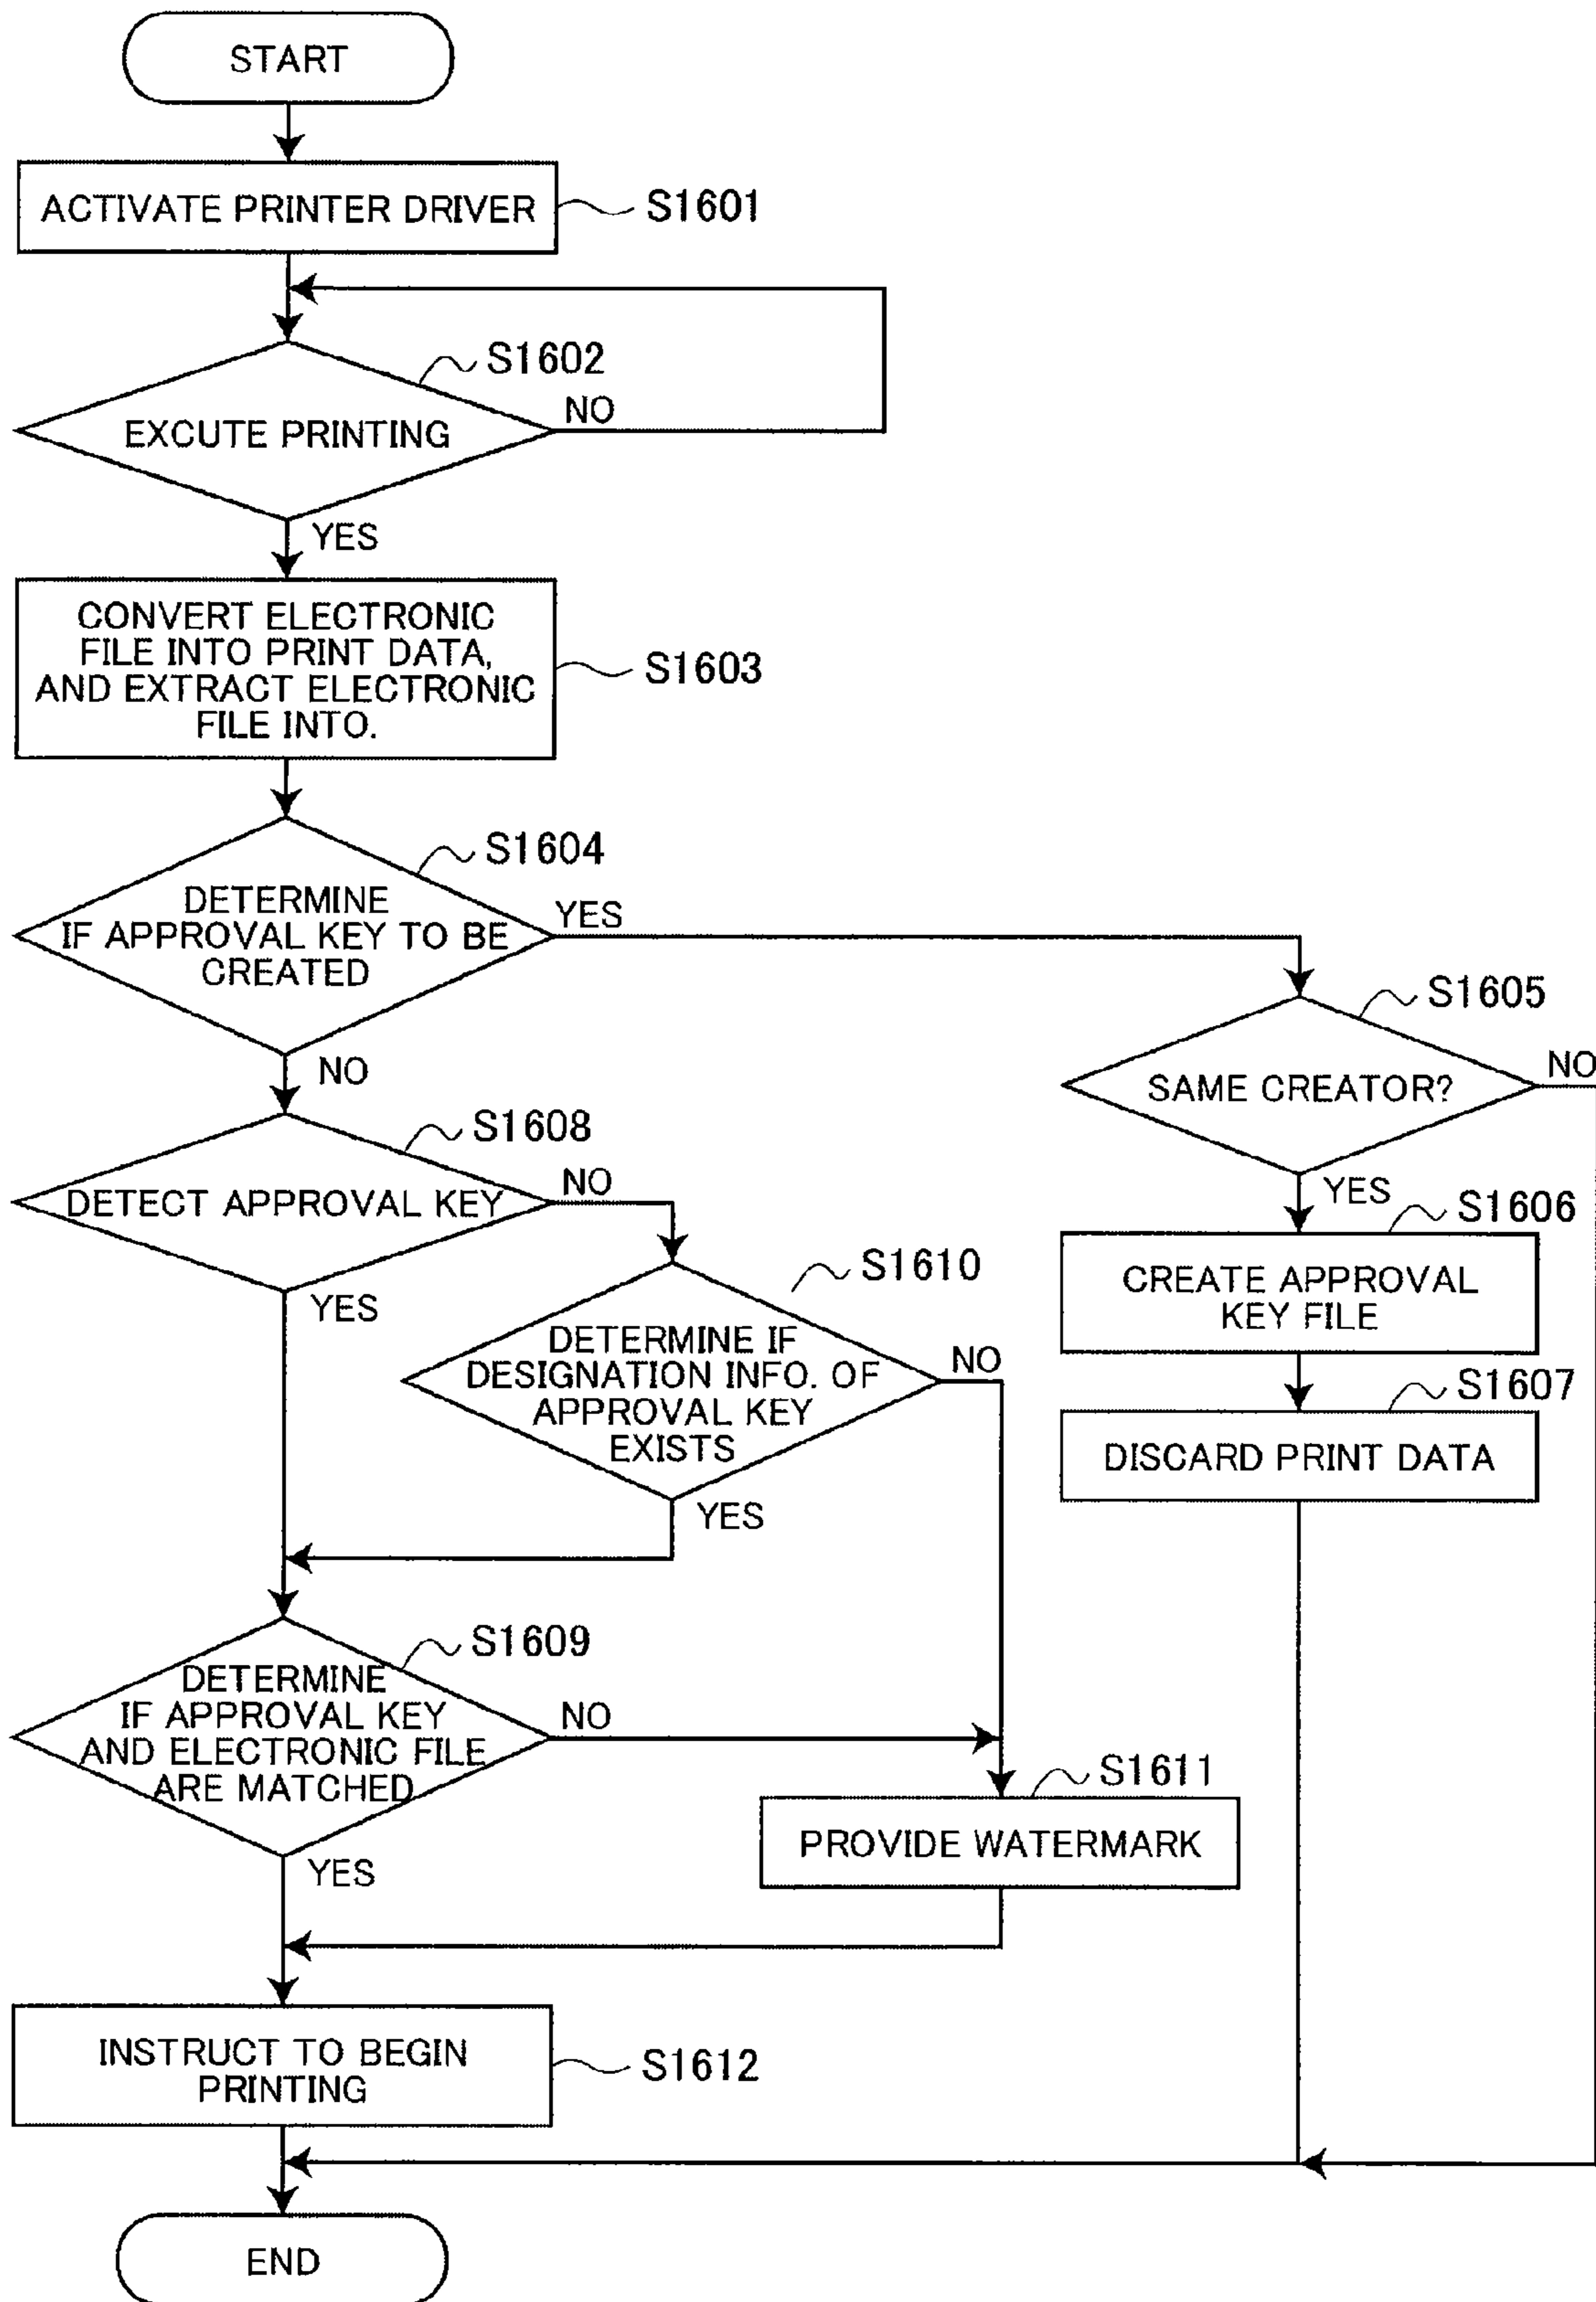 START
ACTIVATE PRINTER DRIVER
S1601
S1602
EXCUTE PRINTING
NO
YES
CONVERT ELECTRONIC
FILE INTO PRINT DATA,
AND EXTRACT ELECTRONIC
FILE INTO.
S1603
S1604
DETERMINE
IF APPROVAL KEY TO BE
CREATED
YES
NO
S1605
SAME CREATOR?
NO
YES
S1606
CREATE APPROVAL
KEY FILE
S1607
DISCARD PRINT DATA
S1608
DETECT APPROVAL KEY
NO
YES
S1610
DETERMINE IF
DESIGNATION INFO. OF
APPROVAL KEY
EXISTS
NO
YES
S1609
DETERMINE
IF APPROVAL KEY
AND ELECTRONIC FILE
ARE MATCHED
NO
YES
S1611
PROVIDE WATERMARK
INSTRUCT TO BEGIN
PRINTING
S1612
END